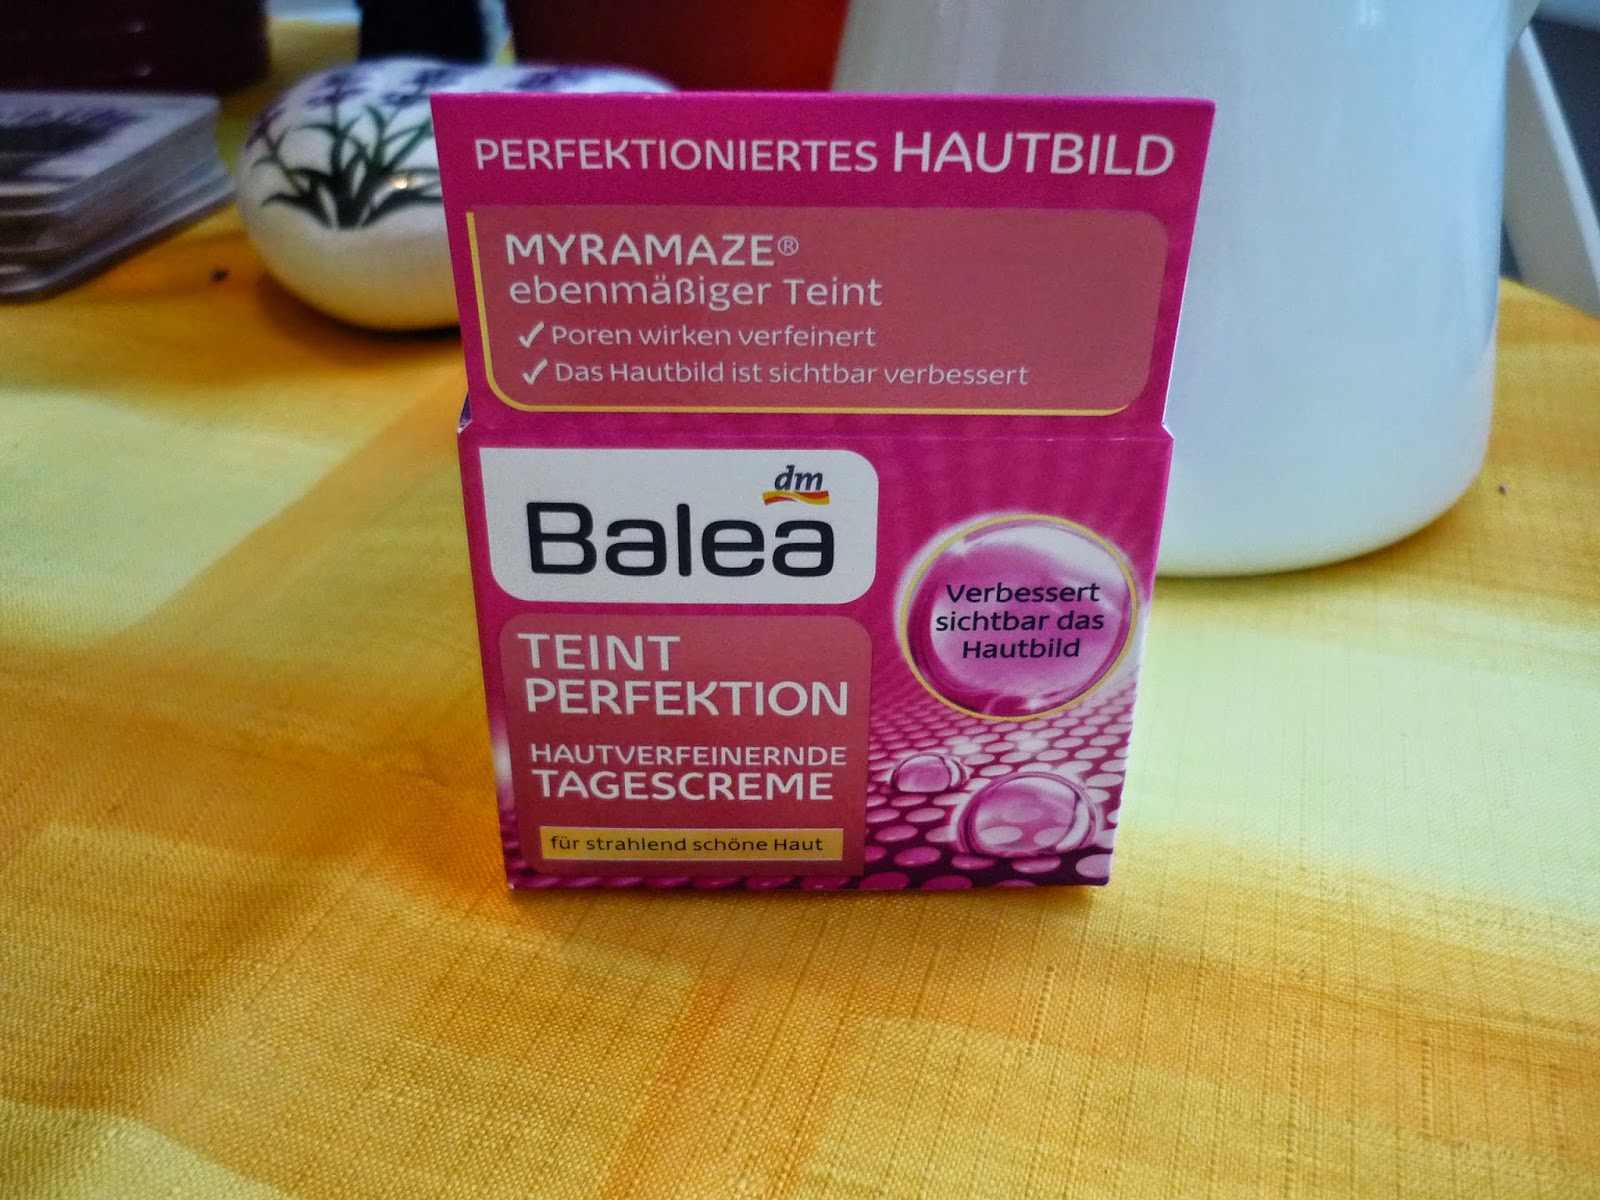 PERFEKTIONIERTES HAUTBILD
MYRAMAZE®
ebenmäßiger Teint
✓ Poren wirken verfeinert
✓ Das Hautbild ist sichtbar verbessert
dm
Balea
Verbessert
sichtbar das
Hautbild
TEINT
PERFEKTION
HAUTVERFEINERNDE
TAGESCREME
für strahlend schöne Haut